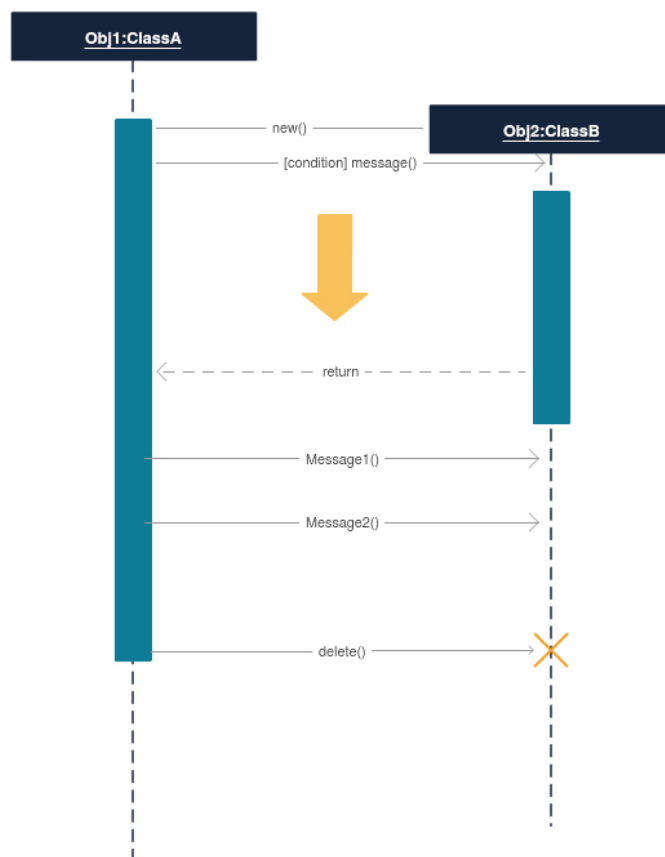 Obj1:ClassA
new()
Obj2:ClassB
[condition] message()
return
Message1()
Message2()
delete()